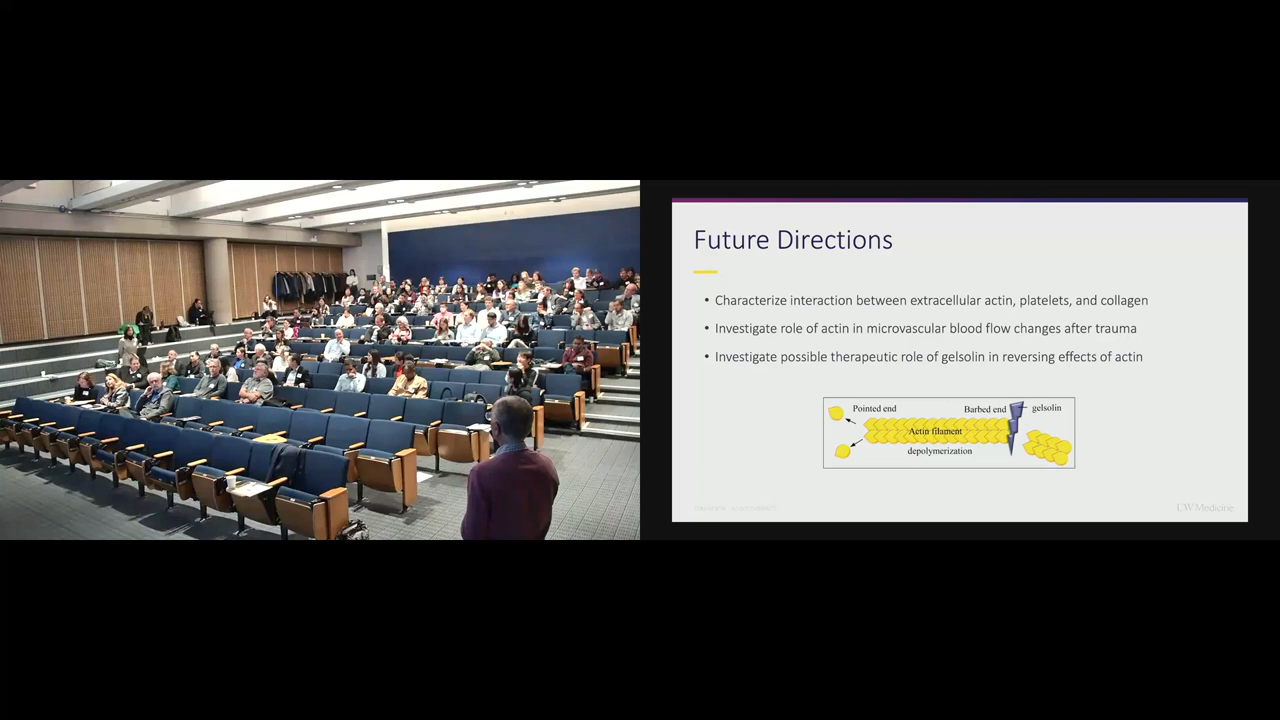 Future Directions
• Characterize interaction between extracellular actin, platelets, and collagen
• Investigate role of actin in microvascular blood flow changes after trauma
• Investigate possible therapeutic role of gelsolin in reversing effects of actin
Pointed end
Barbed end
gelsolin
Actin filament
depolymerization
UW Medicine